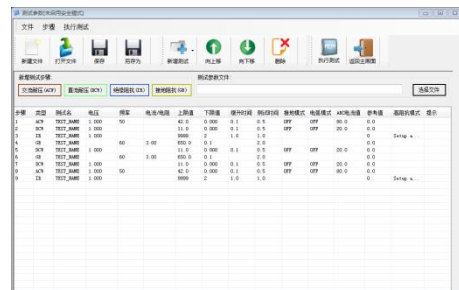 测试参数(未启用安全模式)
文件 步骤 执行测试
新建文件 打开文件 保存 另存为 新增测试 向上移 向下移 删除 执行测试 返回主画面
新增测试步骤: 测试参数文件:
交流耐压(ACW) 直流耐压(DCW) 绝缘阻抗(IR) 接地阻抗(GB) 选择文件
步骤 类型 测试名 电压 频率 电流/电阻 上限值 下限值 缓升时间 测试时间 接地模式 电弧模式 ARC电流值 参考值 高阻抗模式 提示
1 ACW TEST_NAME 1.000 50 42.0 0.000 0.1 0.5 OFF OFF 80.0 0.0
2 DCW TEST_NAME 1.000 11.0 0.000 0.1 0.5 OFF OFF 20.0 0.0
3 IR TEST_NAME 1.000 9999 2 1.0 1.0 0 Setup a...
4 GB TEST_NAME 60 3.00 650.0 0.1 2.0 0.0
5 DCW TEST_NAME 1.000 11.0 0.000 0.1 0.5 OFF OFF 20.0 0.0
6 GB TEST_NAME 60 3.00 650.0 0.1 2.0 0.0
7 DCW TEST_NAME 1.000 11.0 0.000 0.1 0.5 OFF OFF 20.0 0.0
8 ACW TEST_NAME 1.000 50 42.0 0.000 0.1 0.5 OFF OFF 80.0 0.0
9 IR TEST_NAME 1.000 9999 2 1.0 1.0 0 Setup a...